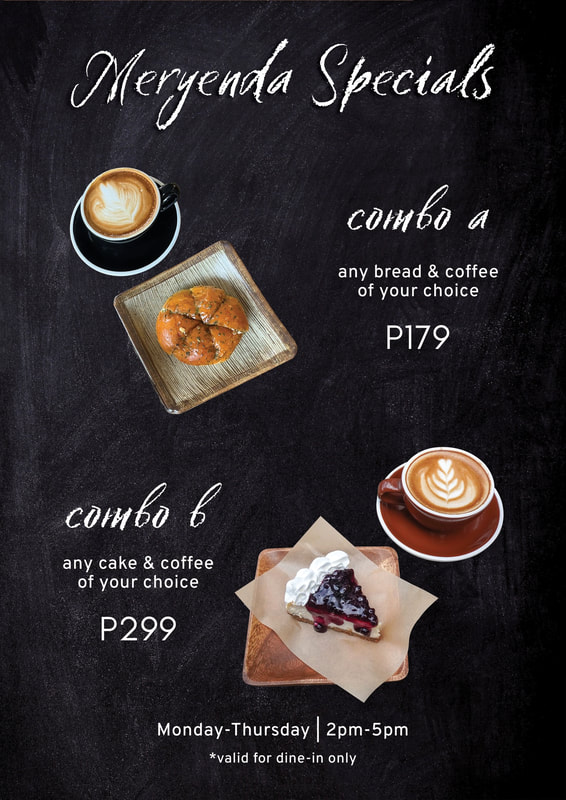 Meryenda Specials
combo a
any bread & coffee
of your choice
P179
combo b
any cake & coffee
of your choice
P299
Monday-Thursday | 2pm-5pm
*valid for dine-in only